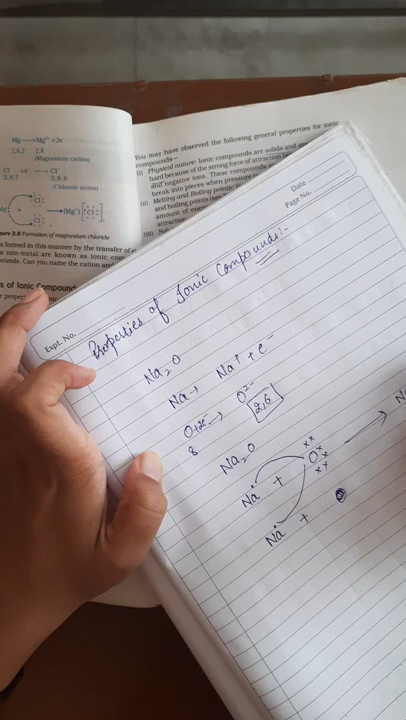 Mg ⟶ Mg²⁺ + 2e⁻
2,8,2 2,8
(Magnesium cation)
Cl +e⁻ ⟶ Cl⁻
2,8,7 2,8,8
(Chloride anion)
Formation of magnesium chloride
formed in this manner by the transfer of
a non-metal are known as ionic
Can you name the cation and
of Ionic Compounds
You may have observed the following general properties for ionic
compounds—
(i) Physical nature: Ionic compounds are solids and
hard because of the strong force of attraction
and negative ions. These compounds
break into pieces when pressure
(ii) Melting and Boiling points:
and boiling points
amount of
attraction
(iii)
Expt. No.
Date
Page No.
Properties of Ionic Compounds:-
Na₂O
Na → Na⁺ + e⁻
O+2e⁻ → O²⁻
8 2,6
Na₂O
Na + O → Na
Na +